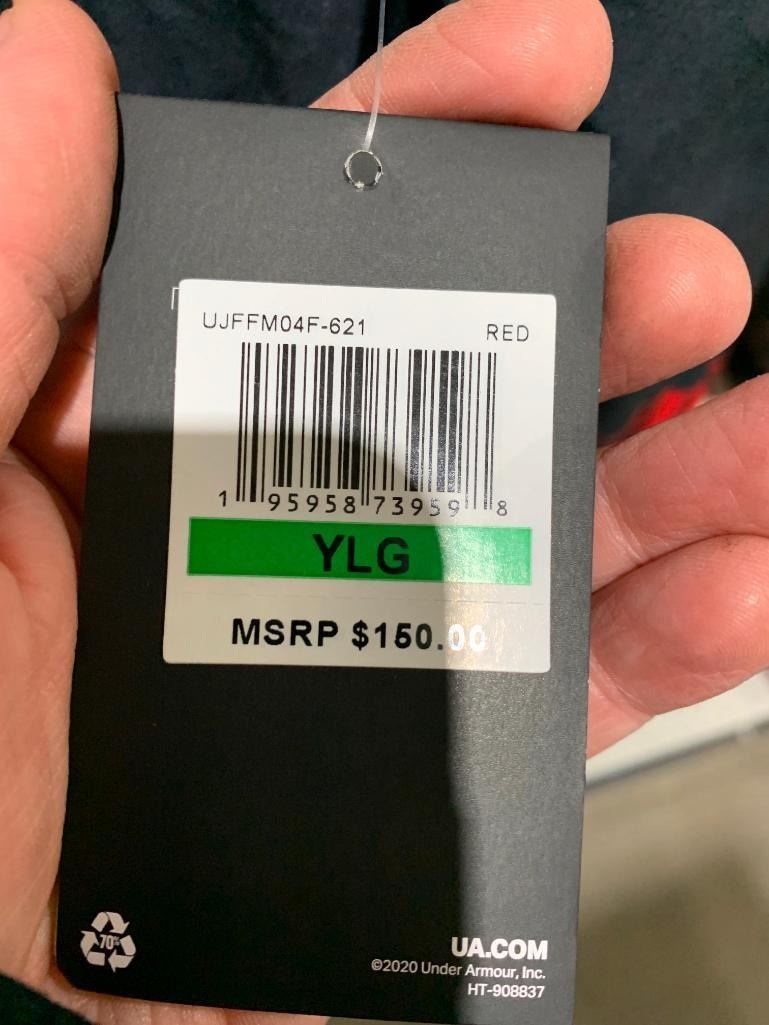 UJFFM04F-621 RED
1 95958 73959 8
YLG
MSRP $150.00
70%
UA.COM
©2020 Under Armour, Inc.
HT-908837